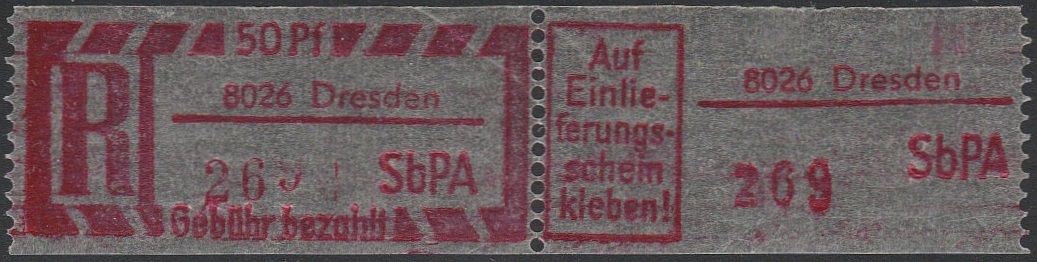 50 Pf
R
8026 Dresden
269
SbPA
Gebühr bezahlt
Auf
Einlie-
ferungs-
schein
kleben!
8026 Dresden
SbPA
269